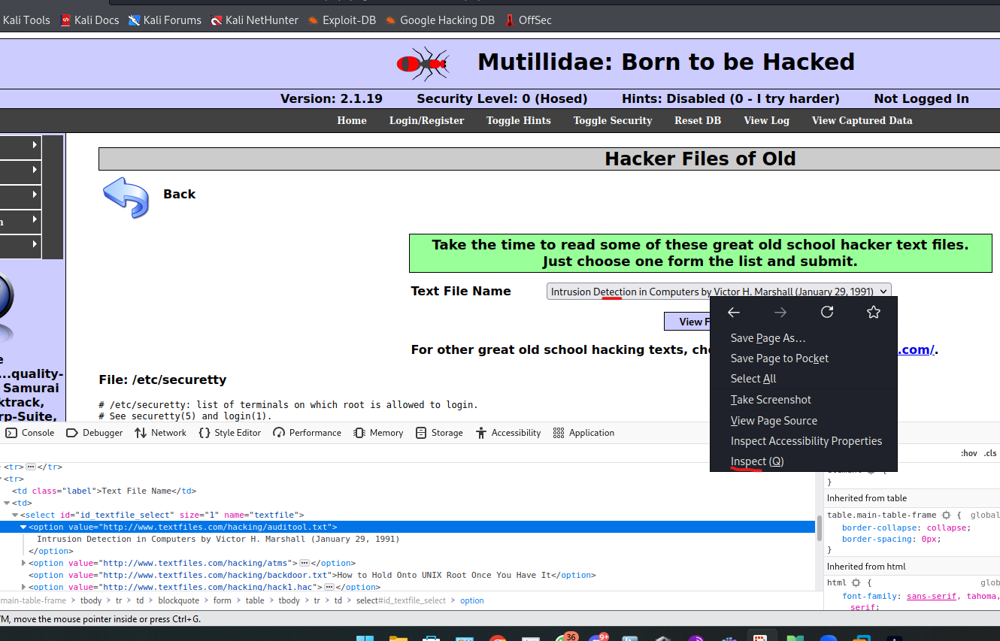 Kali Tools Kali Docs Kali Forums Kali NetHunter Exploit-DB Google Hacking DB OffSec
Mutillidae: Born to be Hacked
Version: 2.1.19 Security Level: 0 (Hosed) Hints: Disabled (0 - I try harder) Not Logged In
Home Login/Register Toggle Hints Toggle Security Reset DB View Log View Captured Data
Hacker Files of Old
Back
Take the time to read some of these great old school hacker text files.
Just choose one form the list and submit.
Text File Name Intrusion Detection in Computers by Victor H. Marshall (January 29, 1991)
View F
For other great old school hacking texts, che .com/.
Save Page As…
Save Page to Pocket
Select All
Take Screenshot
View Page Source
Inspect Accessibility Properties
Inspect (Q)
e
...quality-
Samurai
ktrack,
rp-Suite,
File: /etc/securetty
# /etc/securetty: list of terminals on which root is allowed to login.
# See securetty(5) and login(1).
Console Debugger Network Style Editor Performance Memory Storage Accessibility Application
:hov .cls
<tr> </tr>
<tr>
<td class="label">Text File Name</td>
<td>
<select id="id_textfile_select" size="1" name="textfile">
<option value="http://www.textfiles.com/hacking/auditool.txt">
Intrusion Detection in Computers by Victor H. Marshall (January 29, 1991)
</option>
<option value="http://www.textfiles.com/hacking/atms"> </option>
<option value="http://www.textfiles.com/hacking/backdoor.txt">How to Hold Onto UNIX Root Once You Have It</option>
<option value="http://www.textfiles.com/hacking/hack1.hac"> </option>
}
Inherited from table
table.main-table-frame { global
border-collapse: collapse;
border-spacing: 0px;
}
Inherited from html
html { glob
font-family: sans-serif, tahoma,
serif;
main-table-frame > tbody > tr > td > blockquote > form > table > tbody > tr > td > select#id_textfile_select > option
M, move the mouse pointer inside or press Ctrl+G.
36 9+